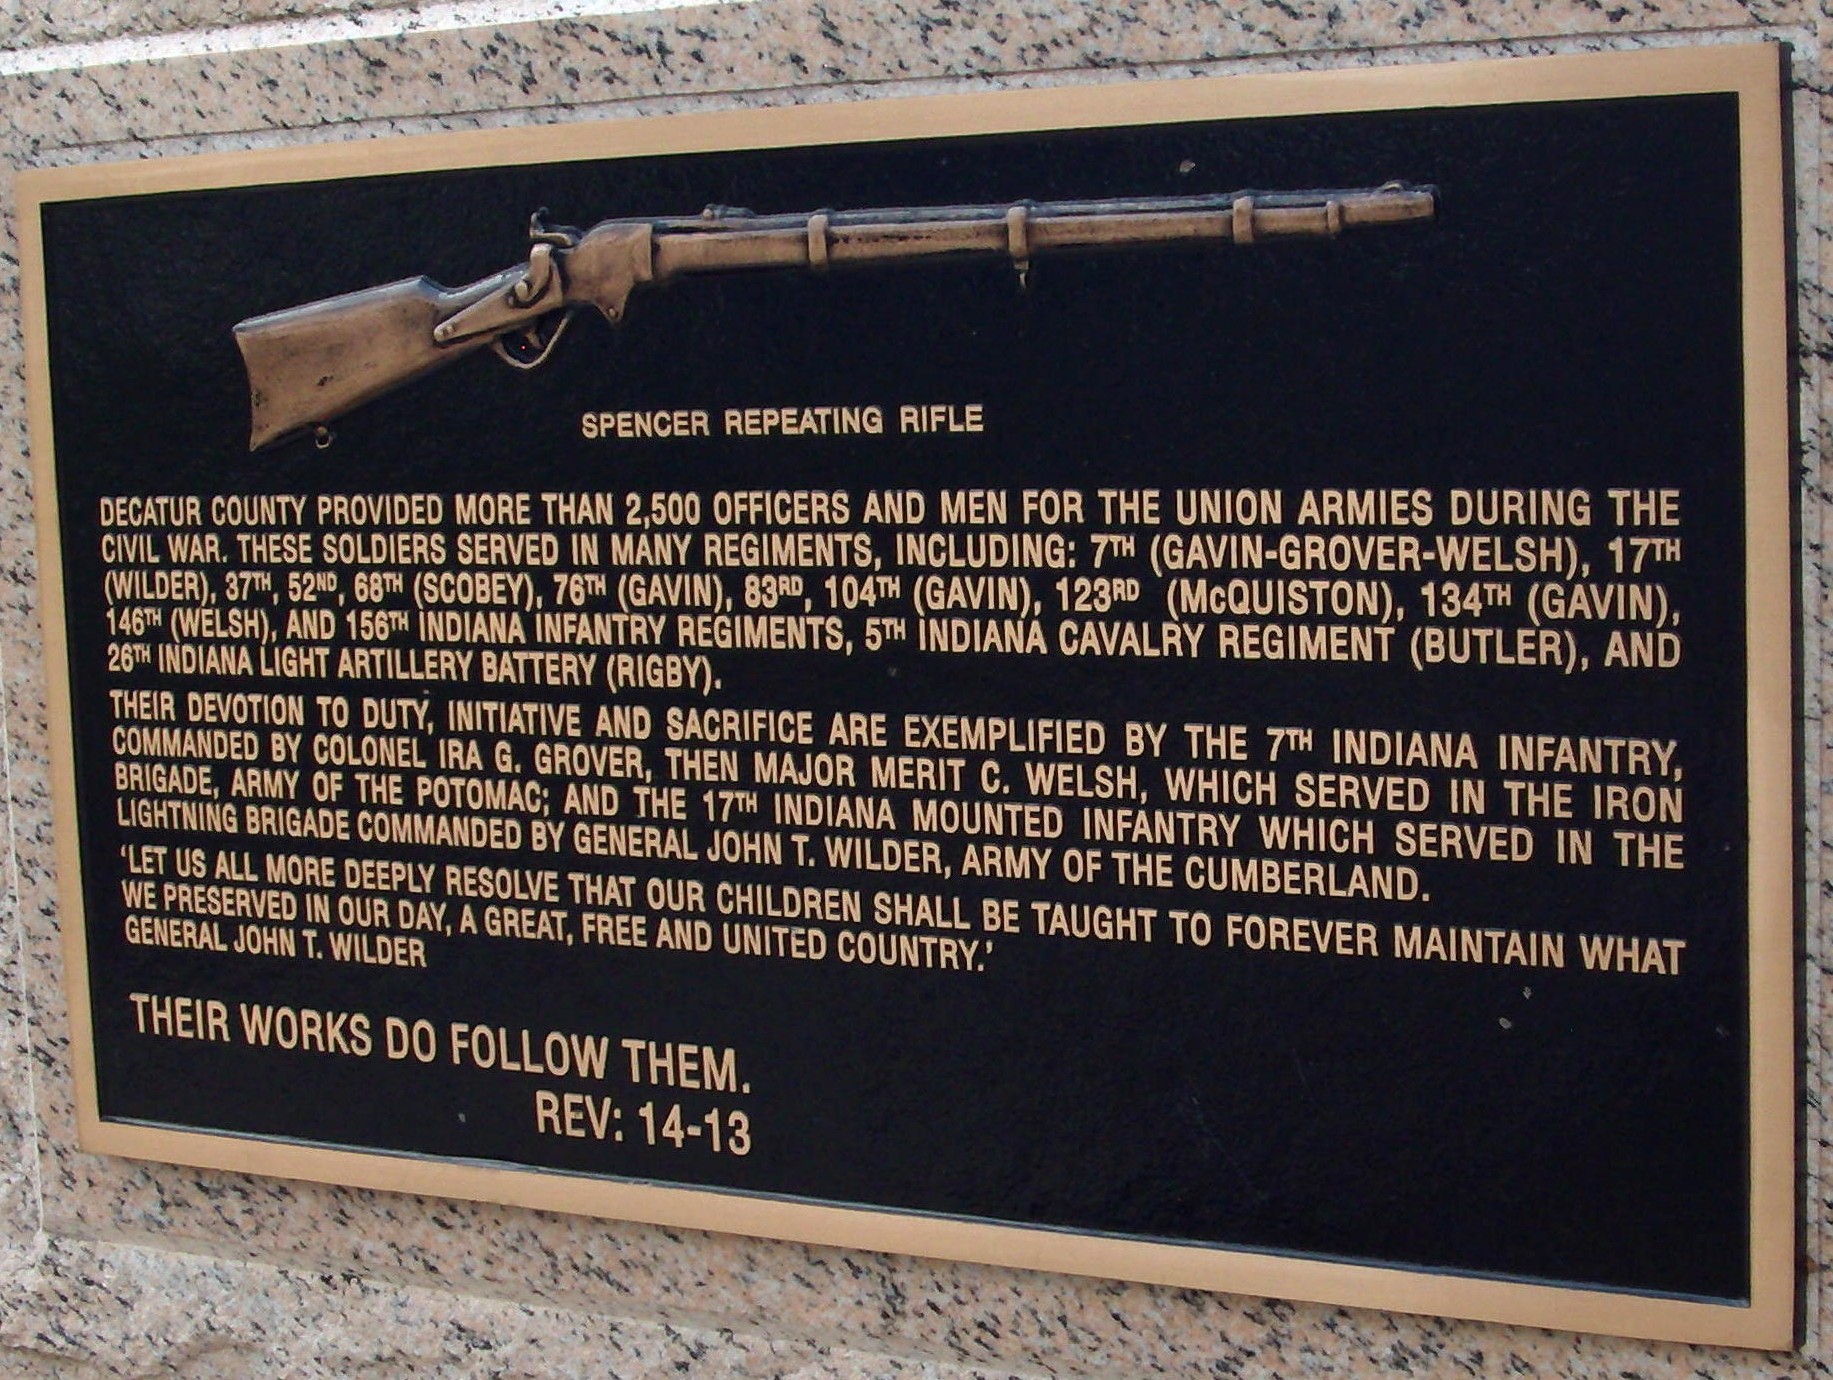 SPENCER REPEATING RIFLE
DECATUR COUNTY PROVIDED MORE THAN 2,500 OFFICERS AND MEN FOR THE UNION ARMIES DURING THE
CIVIL WAR. THESE SOLDIERS SERVED IN MANY REGIMENTS, INCLUDING: 7TH (GAVIN-GROVER-WELSH), 17TH
(WILDER), 37TH, 52ND, 68TH (SCOBEY), 76TH (GAVIN), 83RD, 104TH (GAVIN), 123RD (McQUISTON), 134TH (GAVIN),
146TH (WELSH), AND 156TH INDIANA INFANTRY REGIMENTS, 5TH INDIANA CAVALRY REGIMENT (BUTLER), AND
26TH INDIANA LIGHT ARTILLERY BATTERY (RIGBY).
THEIR DEVOTION TO DUTY, INITIATIVE AND SACRIFICE ARE EXEMPLIFIED BY THE 7TH INDIANA INFANTRY,
COMMANDED BY COLONEL IRA G. GROVER, THEN MAJOR MERIT C. WELSH, WHICH SERVED IN THE IRON
BRIGADE, ARMY OF THE POTOMAC; AND THE 17TH INDIANA MOUNTED INFANTRY WHICH SERVED IN THE
LIGHTNING BRIGADE COMMANDED BY GENERAL JOHN T. WILDER, ARMY OF THE CUMBERLAND.
'LET US ALL MORE DEEPLY RESOLVE THAT OUR CHILDREN SHALL BE TAUGHT TO FOREVER MAINTAIN WHAT
WE PRESERVED IN OUR DAY, A GREAT, FREE AND UNITED COUNTRY.'
GENERAL JOHN T. WILDER
THEIR WORKS DO FOLLOW THEM.
REV: 14-13